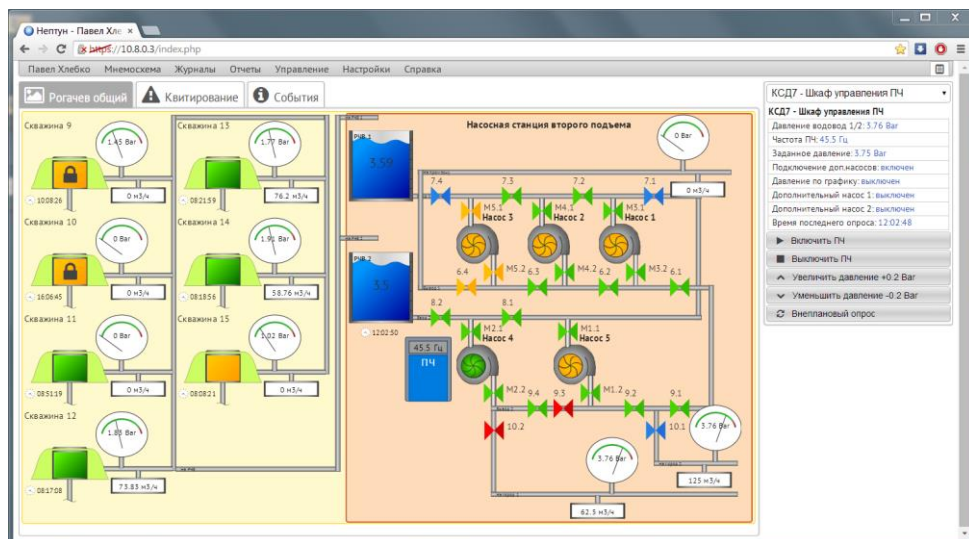 Нептун - Павел Хле
https://10.8.0.3/index.php
Павел Хлебко Мнемосхема Журналы Отчеты Управление Настройки Справка
Рогачев общий Квитирование События
Скважина 9
1.45 Bar
0 м3/ч
10:08:26
Скважина 13
1.77 Bar
76.2 м3/ч
08:21:59
Скважина 10
0 Bar
0 м3/ч
16:06:45
Скважина 14
1.91 Bar
58.76 м3/ч
08:18:56
Скважина 11
0 Bar
0 м3/ч
08:51:19
Скважина 15
1.02 Bar
0 м3/ч
08:08:21
Скважина 12
1.83 Bar
73.83 м3/ч
08:17:08
Насосная станция второго подъема
РЧВ 1
3.59
0 Bar
0 м3/ч
7.4 7.3 7.2 7.1
M5.1 M4.1 M3.1
Насос 3 Насос 2 Насос 1
M5.2 M4.2 M3.2
6.4 6.3 6.2 6.1
РЧВ 2
3.5
12:02:50
8.2 8.1
M2.1 M1.1
Насос 4 Насос 5
45.5 Гц
ПЧ
M2.2 9.4 9.3 M1.2 9.2 9.1
10.2 10.1
3.76 Bar
125 м3/ч
3.76 Bar
62.5 м3/ч
КСД7 - Шкаф управления ПЧ
КСД7 - Шкаф управления ПЧ
Давление водовод 1/2: 3.76 Bar
Частота ПЧ: 45.5 Гц
Заданное давление: 3.75 Bar
Подключение доп.насосов: включен
Давление по графику: выключен
Дополнительный насос 1: выключен
Дополнительный насос 2: выключен
Время последнего опроса: 12:02:48
Включить ПЧ
Выключить ПЧ
Увеличить давление +0.2 Bar
Уменьшить давление -0.2 Bar
Внеплановый опрос